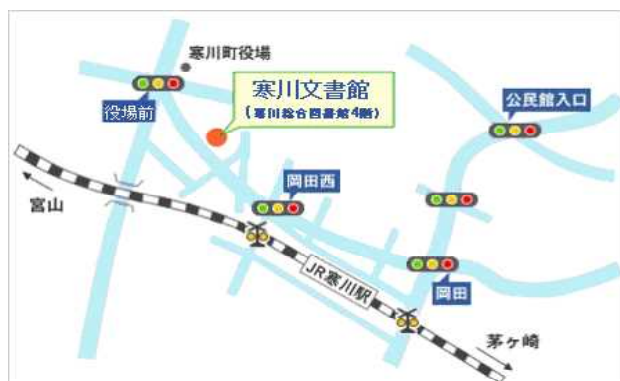 寒川町役場
役場前
寒川文書館
(寒川総合図書館4階)
公民館入口
岡田西
宮山
JR寒川駅
岡田
茅ヶ崎